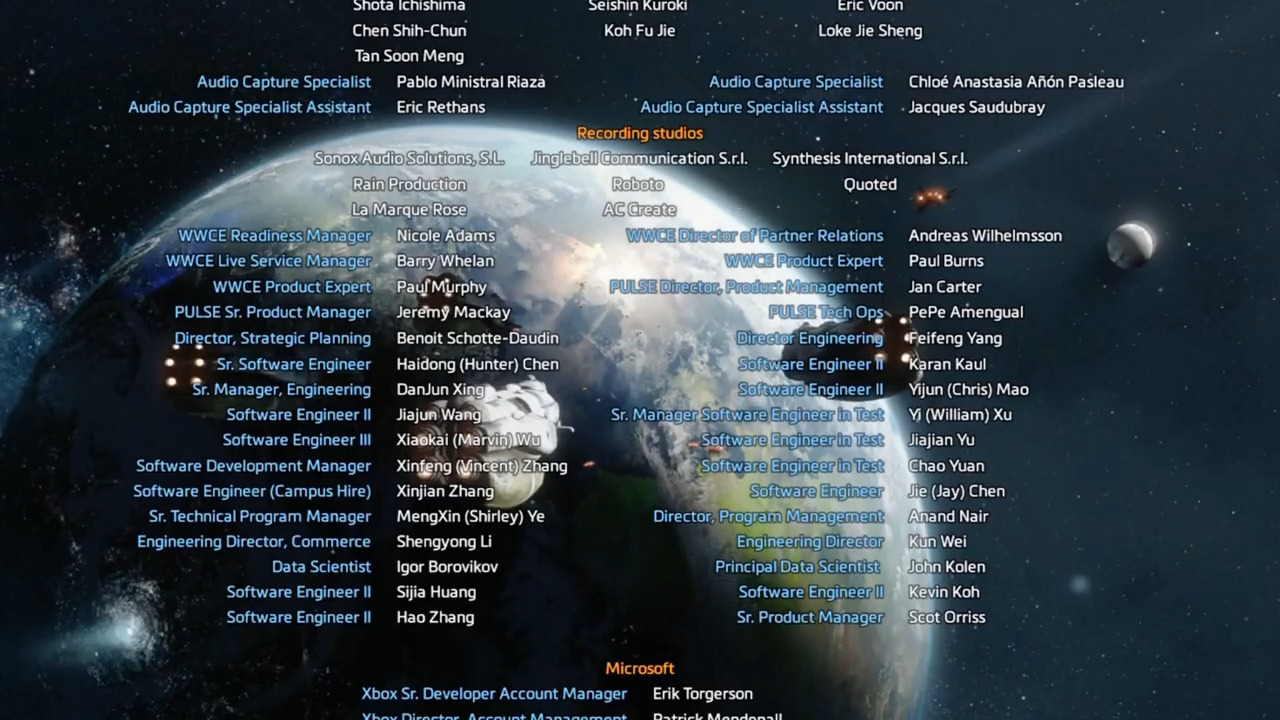 Shota Ichishima Seishin Kuroki Eric Voon
Chen Shih-Chun Koh Fu Jie Loke Jie Sheng
Tan Soon Meng
Audio Capture Specialist Pablo Ministral Riaza Audio Capture Specialist Chloé Anastasia Añón Pasleau
Audio Capture Specialist Assistant Eric Rethans Audio Capture Specialist Assistant Jacques Saudubray
Recording studios
Sonox Audio Solutions, S.L. Jinglebell Communication S.r.l. Synthesis International S.r.l.
Rain Production Roboto Quoted
La Marque Rose AC Create
WWCE Readiness Manager Nicole Adams WWCE Director of Partner Relations Andreas Wilhelmsson
WWCE Live Service Manager Barry Whelan WWCE Product Expert Paul Burns
WWCE Product Expert Paul Murphy PULSE Director, Product Management Jan Carter
PULSE Sr. Product Manager Jeremy Mackay PULSE Tech Ops PePe Amengual
Director, Strategic Planning Benoit Schotte-Daudin Director Engineering Feifeng Yang
Sr. Software Engineer Haidong (Hunter) Chen Software Engineer II Karan Kaul
Sr. Manager, Engineering DanJun Xing Software Engineer II Yijun (Chris) Mao
Software Engineer II Jiajun Wang Sr. Manager Software Engineer in Test Yi (William) Xu
Software Engineer III Xiaokai (Marvin) Wu Software Engineer in Test Jiajian Yu
Software Development Manager Xinfeng (Vincent) Zhang Software Engineer in Test Chao Yuan
Software Engineer (Campus Hire) Xinjian Zhang Software Engineer Jie (Jay) Chen
Sr. Technical Program Manager MengXin (Shirley) Ye Director, Program Management Anand Nair
Engineering Director, Commerce Shengyong Li Engineering Director Kun Wei
Data Scientist Igor Borovikov Principal Data Scientist John Kolen
Software Engineer II Sijia Huang Software Engineer II Kevin Koh
Software Engineer II Hao Zhang Sr. Product Manager Scot Orriss
Microsoft
Xbox Sr. Developer Account Manager Erik Torgerson
Xbox Director, Account Management Patrick Mendenall